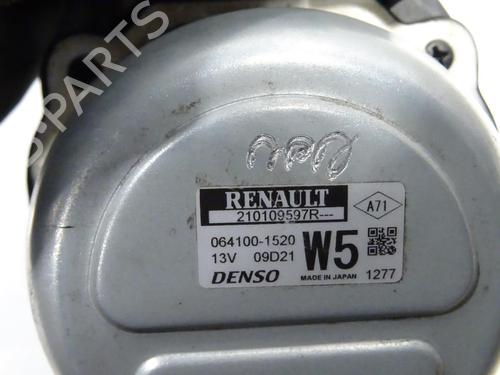 S-PARTS
RENAULT
210109597R---
A71
064100-1520
W5
13V 09D21
DENSO
MADE IN JAPAN
1277